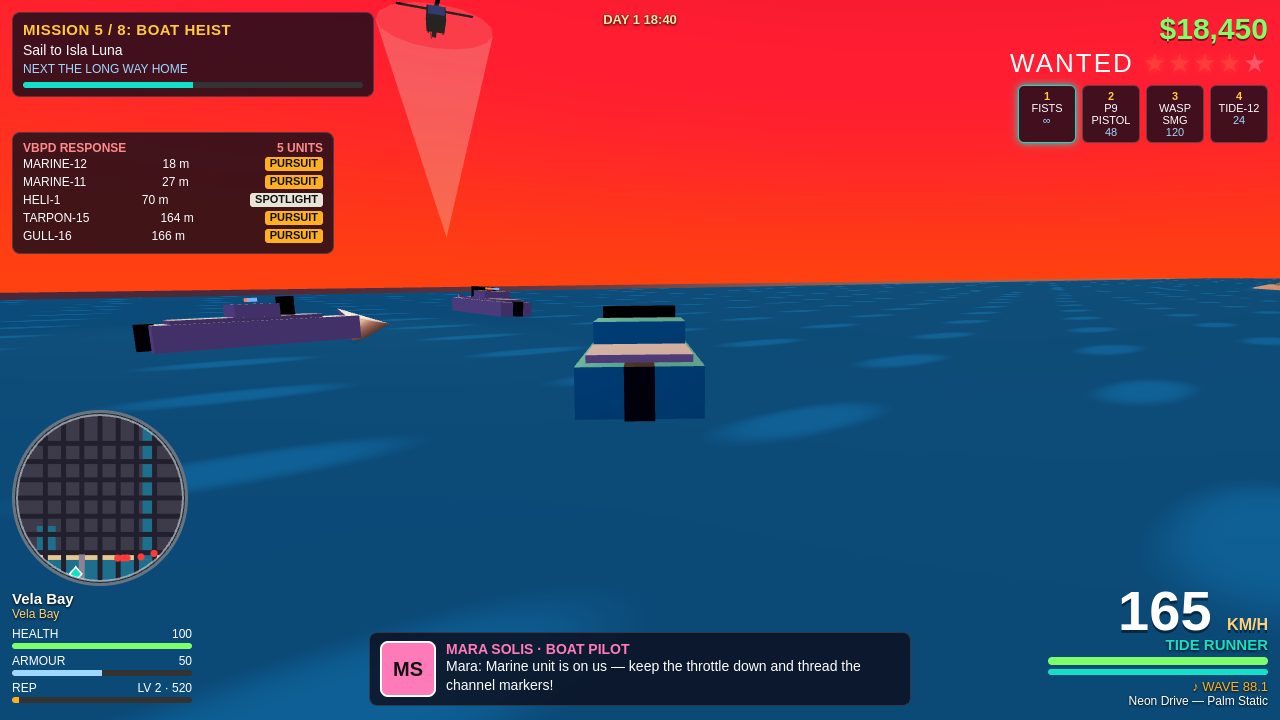 MISSION 5 / 8: BOAT HEIST
Sail to Isla Luna
NEXT THE LONG WAY HOME
DAY 1 18:40
$18,450
WANTED ★★★★★
1 FISTS ∞
2 P9 PISTOL 48
3 WASP SMG 120
4 TIDE-12 24
VBPD RESPONSE 5 UNITS
MARINE-12 18 m PURSUIT
MARINE-11 27 m PURSUIT
HELI-1 70 m SPOTLIGHT
TARPON-15 164 m PURSUIT
GULL-16 166 m PURSUIT
Vela Bay
Vela Bay
HEALTH 100
ARMOUR 50
REP LV 2 · 520
MS
MARA SOLIS · BOAT PILOT
Mara: Marine unit is on us — keep the throttle down and thread the
channel markers!
165 KM/H
TIDE RUNNER
♪ WAVE 88.1
Neon Drive — Palm Static